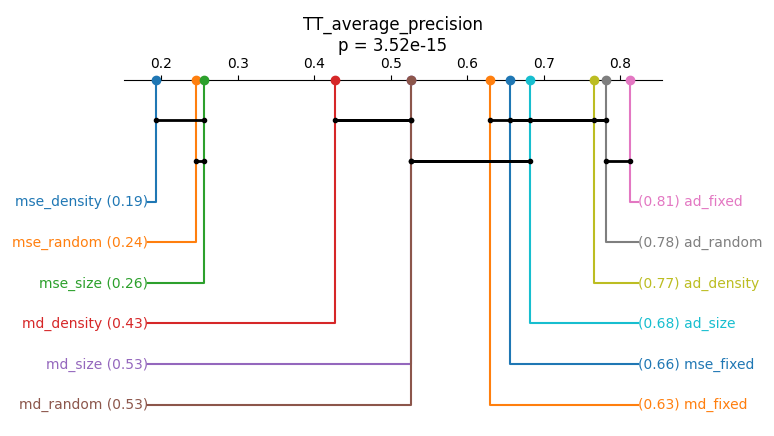 TT_average_precision
p = 3.52e-15
0.2 0.3 0.4 0.5 0.6 0.7 0.8
mse_density (0.19) (0.81) ad_fixed
mse_random (0.24) (0.78) ad_random
mse_size (0.26) (0.77) ad_density
md_density (0.43) (0.68) ad_size
md_size (0.53) (0.66) mse_fixed
md_random (0.53) (0.63) md_fixed